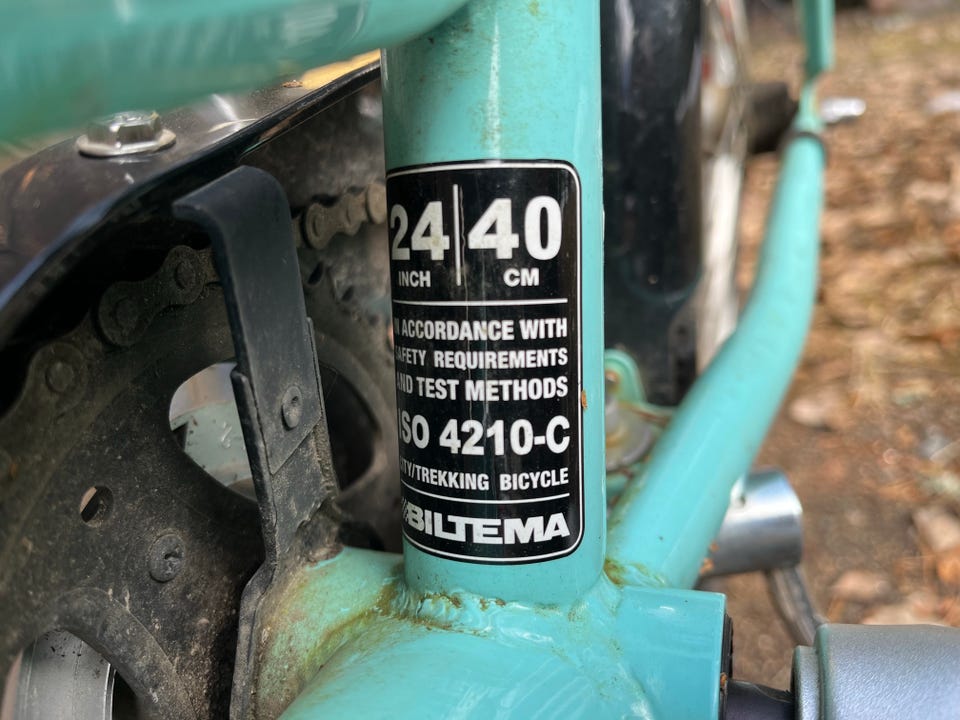 24 | 40
INCH CM
IN ACCORDANCE WITH
SAFETY REQUIREMENTS
AND TEST METHODS
ISO 4210-C
CITY/TREKKING BICYCLE
BILTEMA